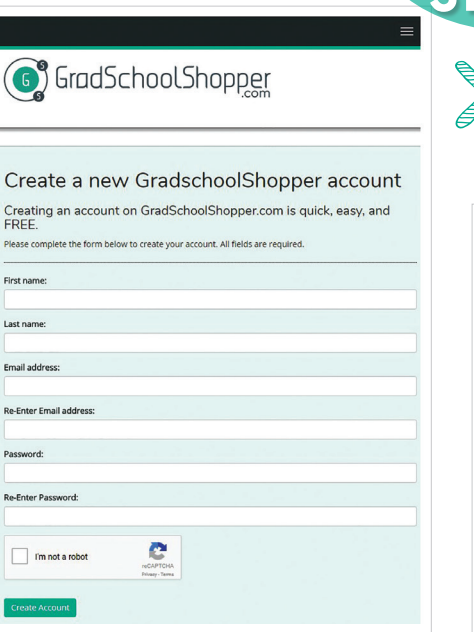 G S S GradSchoolShopper
.com
Create a new GradschoolShopper account
Creating an account on GradSchoolShopper.com is quick, easy, and
FREE.
Please complete the form below to create your account. All fields are required.
First name:
Last name:
Email address:
Re-Enter Email address:
Password:
Re-Enter Password:
I'm not a robot
reCAPTCHA
Privacy - Terms
Create Account